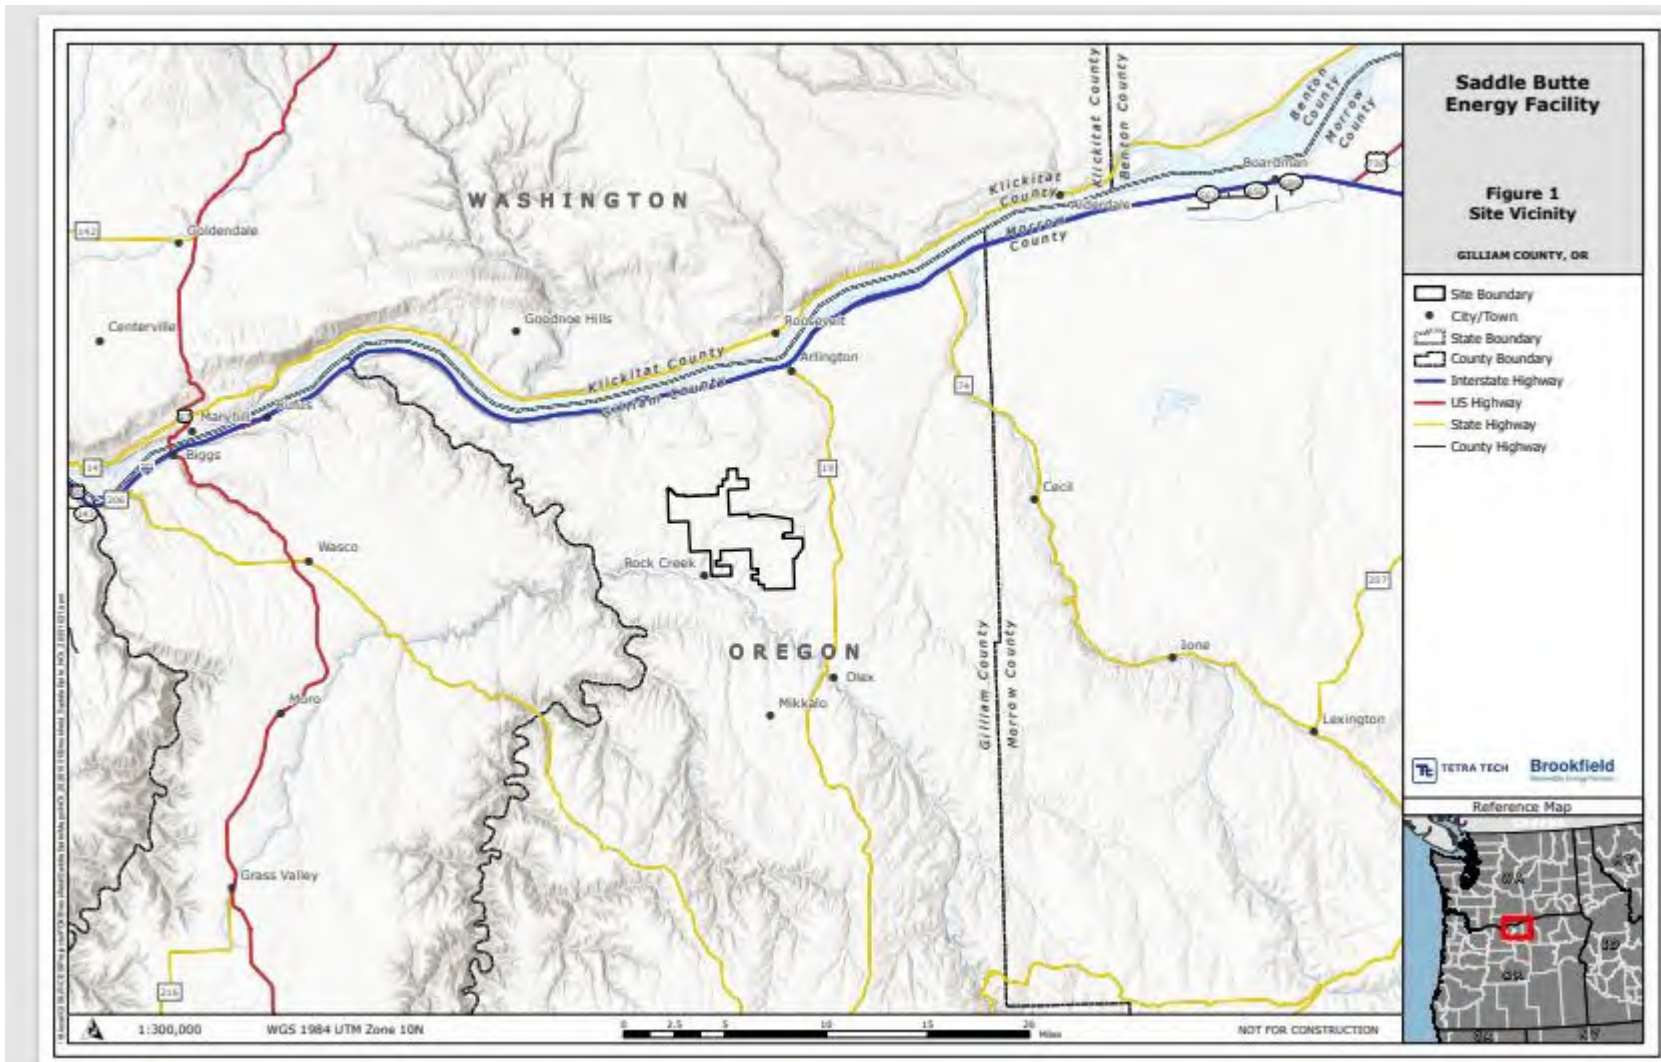 Saddle Butte
Energy Facility
Figure 1
Site Vicinity
GILLIAM COUNTY, OR
Site Boundary
City/Town
State Boundary
County Boundary
Interstate Highway
US Highway
State Highway
County Highway
TETRA TECH
Brookfield
Reference Map
WA
OR
ID
Klickitat County
Benton County
Benton
County
Morrow
County
Boardman
730
WASHINGTON
Klickitat
County
Alderdale
Morrow
County
142
Goldendale
Centerville
Goodnoe Hills
Roosevelt
Klickitat County
Arlington
Gilliam County
74
Maryhill
Rufus
Biggs
14
206
19
Cecil
Wasco
Rock Creek
207
OREGON
Gilliam County
Morrow County
Ione
Olex
Mikkalo
Moro
Lexington
Grass Valley
216
1:300,000
WGS 1984 UTM Zone 10N
0 2.5 5 10 15 20
Miles
NOT FOR CONSTRUCTION